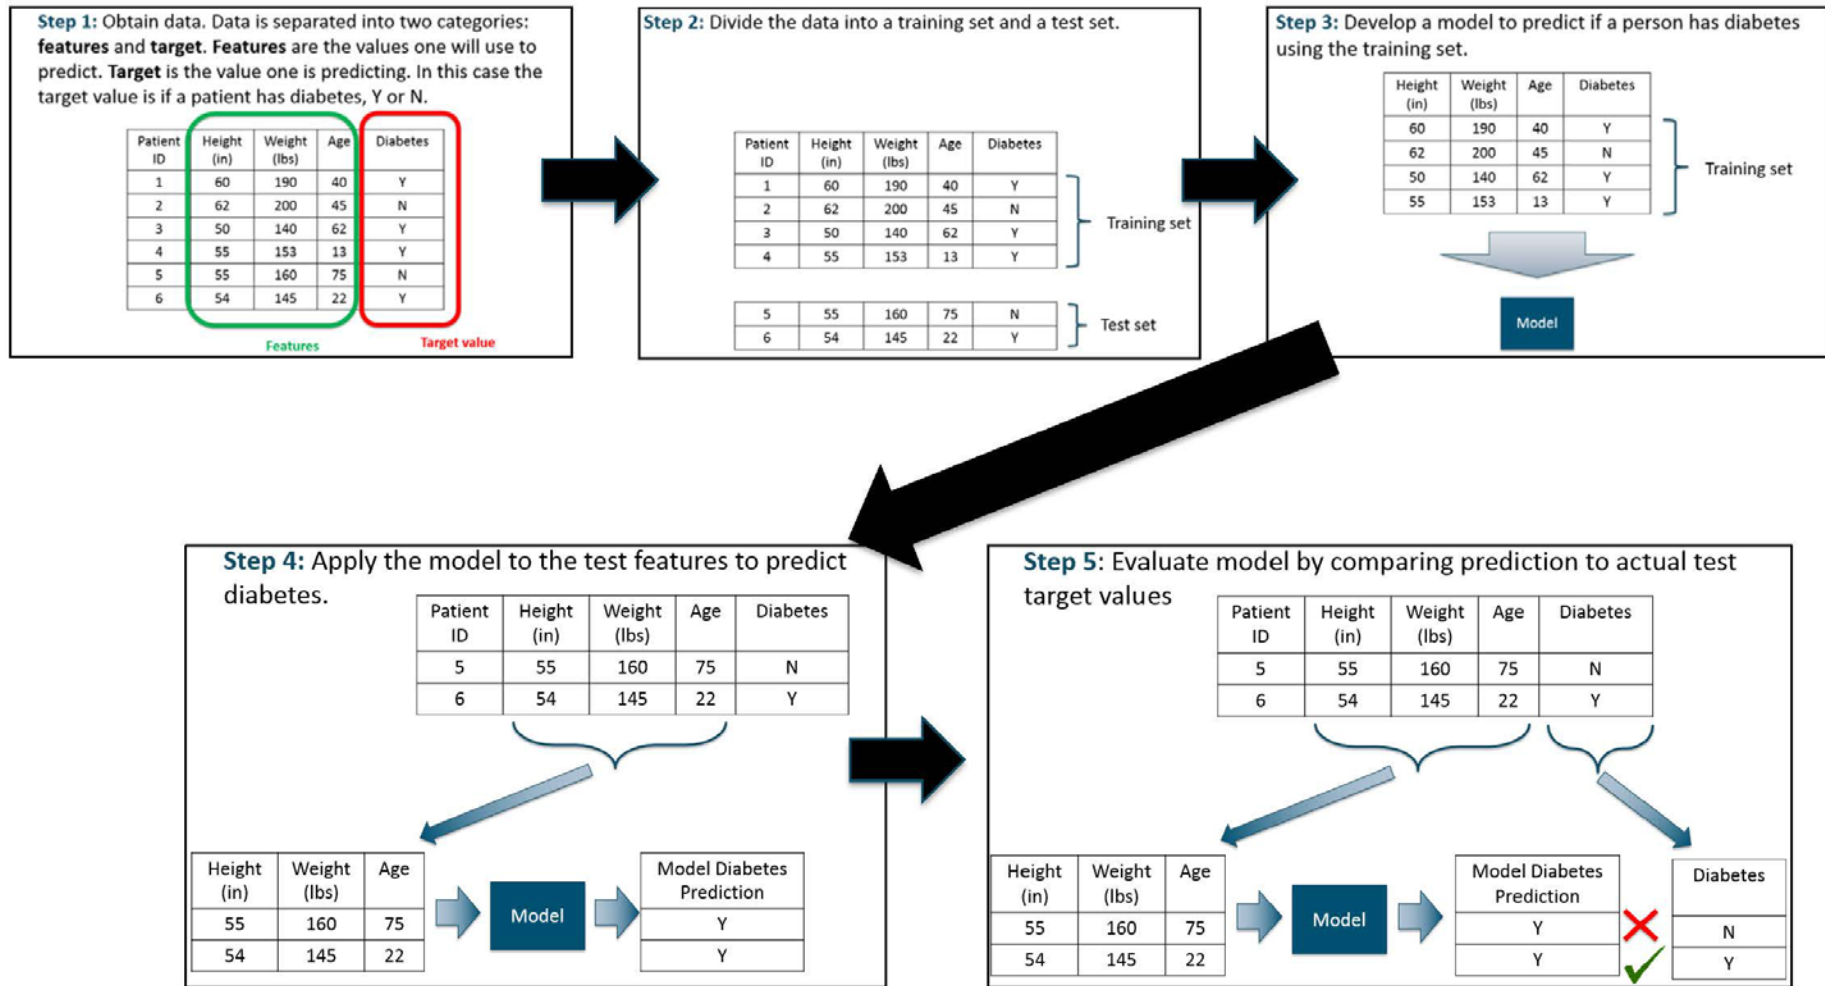 Step 1: Obtain data. Data is separated into two categories:
features and target. Features are the values one will use to
predict. Target is the value one is predicting. In this case the
target value is if a patient has diabetes, Y or N.
Patient ID Height (in) Weight (lbs) Age Diabetes
1 60 190 40 Y
2 62 200 45 N
3 50 140 62 Y
4 55 153 13 Y
5 55 160 75 N
6 54 145 22 Y
Features
Target value
Step 2: Divide the data into a training set and a test set.
Patient ID Height (in) Weight (lbs) Age Diabetes
1 60 190 40 Y
2 62 200 45 N
3 50 140 62 Y
4 55 153 13 Y
Training set
5 55 160 75 N
6 54 145 22 Y
Test set
Step 3: Develop a model to predict if a person has diabetes
using the training set.
Height (in) Weight (lbs) Age Diabetes
60 190 40 Y
62 200 45 N
50 140 62 Y
55 153 13 Y
Training set
Model
Step 4: Apply the model to the test features to predict
diabetes.
Patient ID Height (in) Weight (lbs) Age Diabetes
5 55 160 75 N
6 54 145 22 Y
Height (in) Weight (lbs) Age
55 160 75
54 145 22
Model
Model Diabetes
Prediction
Y
Y
Step 5: Evaluate model by comparing prediction to actual test
target values
Patient ID Height (in) Weight (lbs) Age Diabetes
5 55 160 75 N
6 54 145 22 Y
Height (in) Weight (lbs) Age
55 160 75
54 145 22
Model
Model Diabetes
Prediction
Y
Y
Diabetes
N
Y